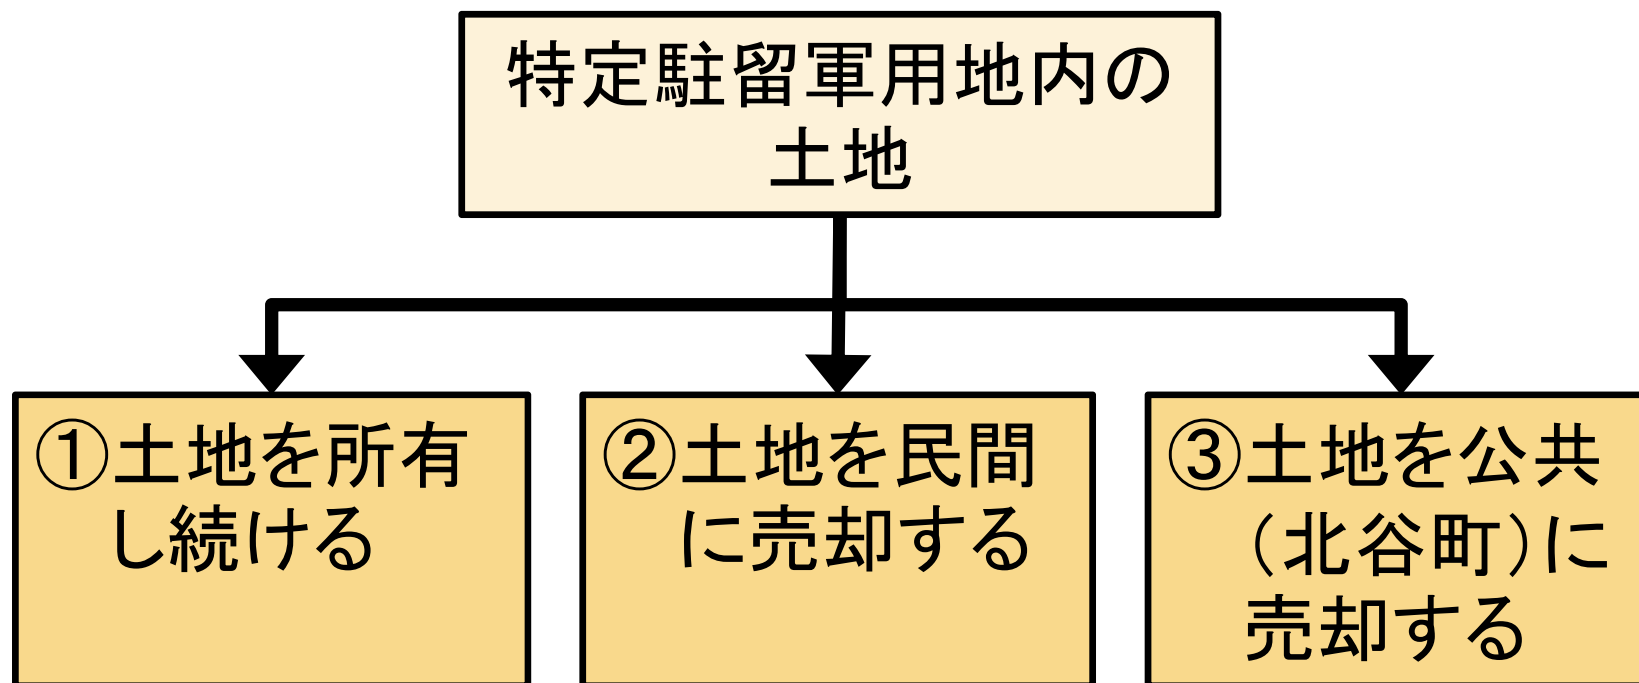 特定駐留軍用地内の
土地
①土地を所有
し続ける
②土地を民間
に売却する
③土地を公共
（北谷町）に
売却する